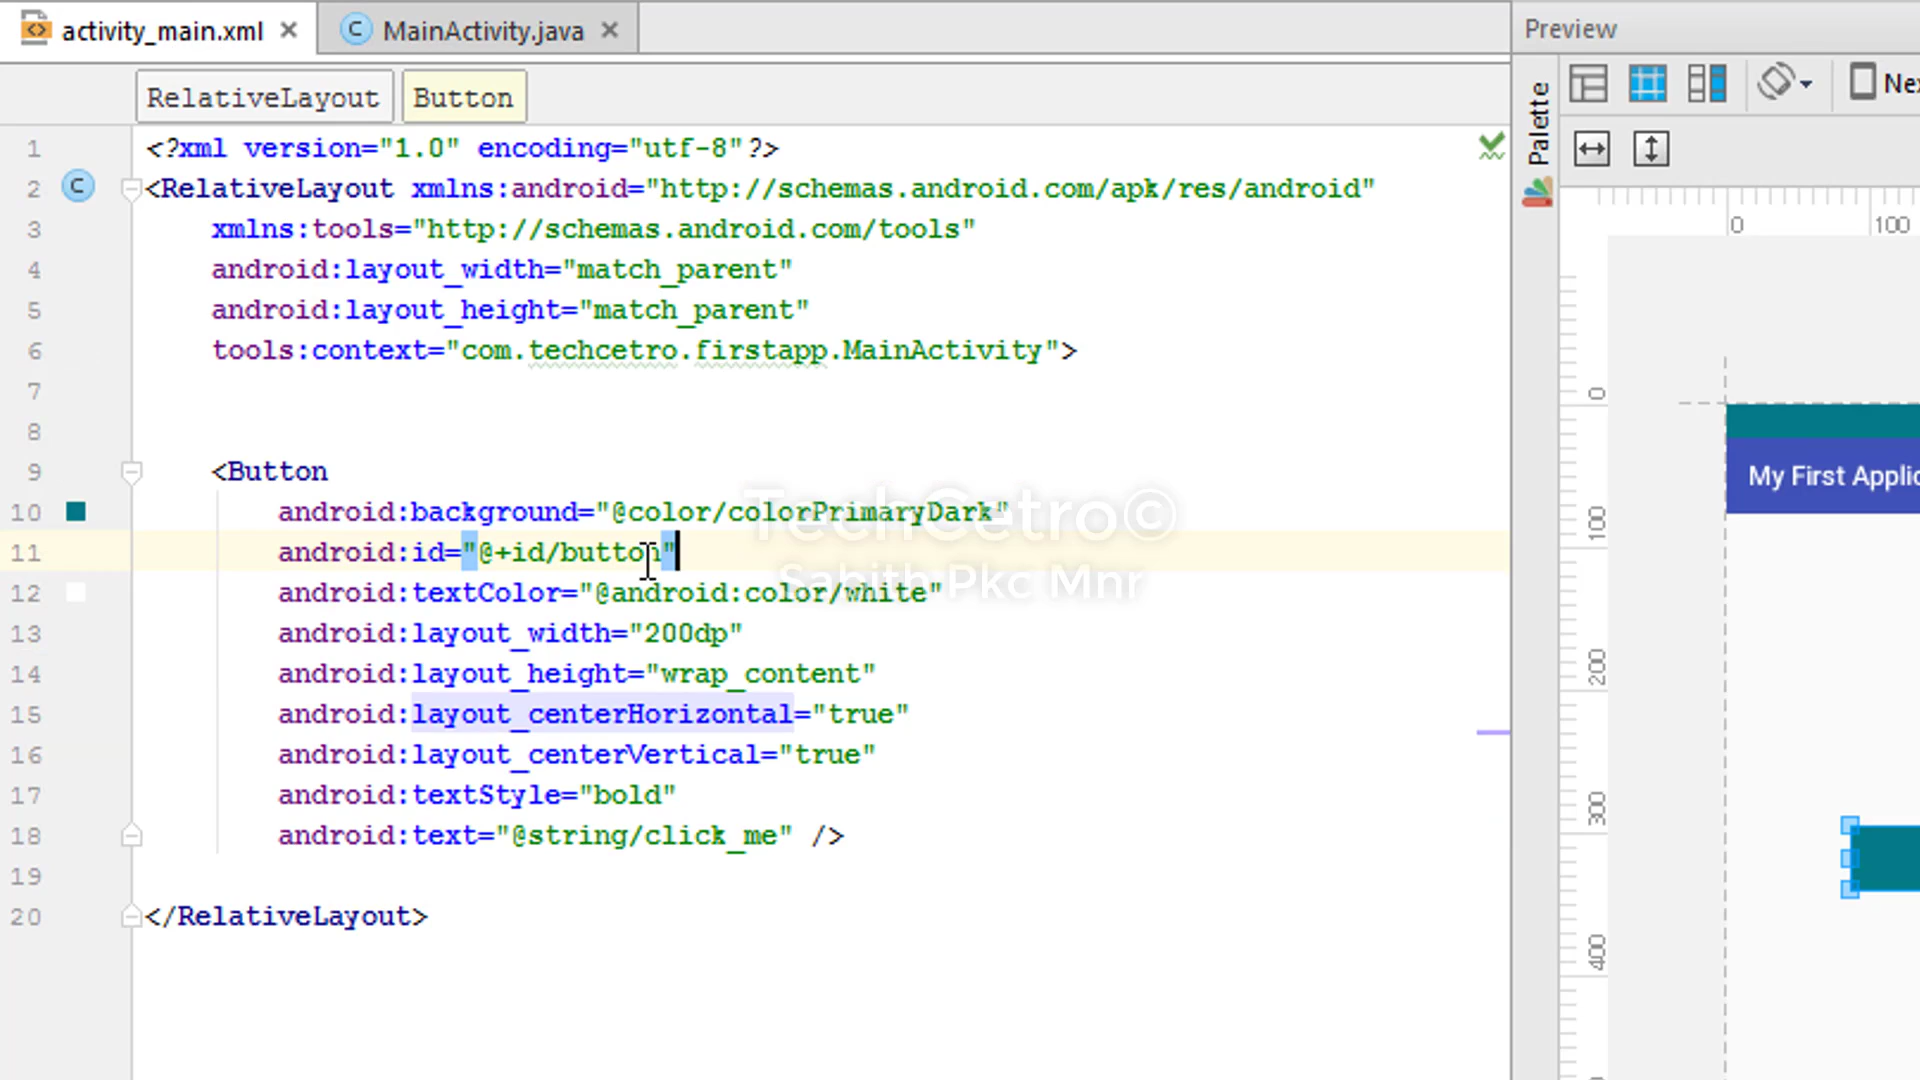 activity_main.xml
MainActivity.java
Preview
RelativeLayout
Button
Palette
1 <?xml version="1.0" encoding="utf-8"?>
2 <RelativeLayout xmlns:android="http://schemas.android.com/apk/res/android"
3 xmlns:tools="http://schemas.android.com/tools"
4 android:layout_width="match_parent"
5 android:layout_height="match_parent"
6 tools:context="com.techcetro.firstapp.MainActivity">
7
8
9 <Button
10 android:background="@color/colorPrimaryDark"
11 android:id="@+id/button"
12 android:textColor="@android:color/white"
13 android:layout_width="200dp"
14 android:layout_height="wrap_content"
15 android:layout_centerHorizontal="true"
16 android:layout_centerVertical="true"
17 android:textStyle="bold"
18 android:text="@string/click_me" />
19
20 </RelativeLayout>
TechCetro©
Sabith Pkc Mnr
0 100
0
100
200
300
400
My First